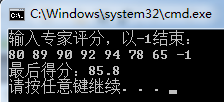 C:\Windows\system32\cmd.exe
输入专家评分，以-1结束：
80 89 90 92 94 78 65 -1
最后得分：85.8
请按任意键继续. . .